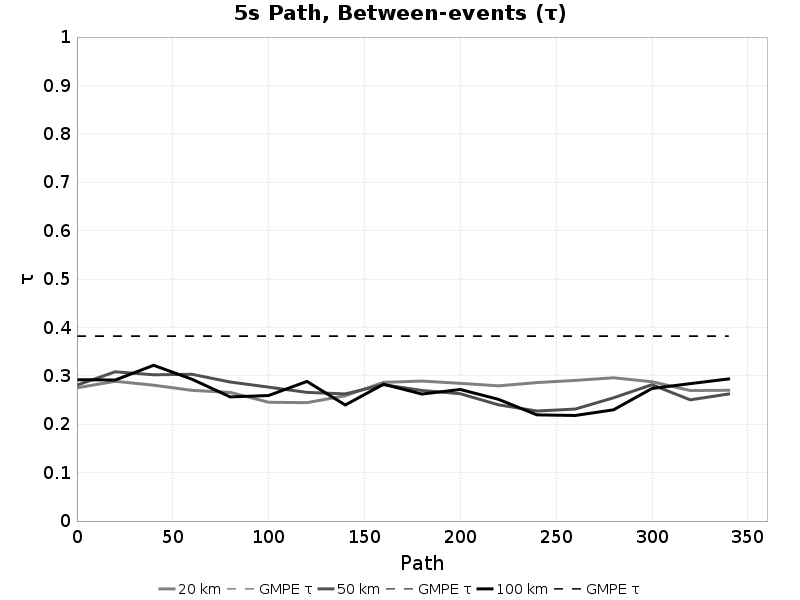 5s Path, Between-events (τ)
1
0.9
0.8
0.7
0.6
0.5
0.4
0.3
0.2
0.1
0
τ
0 50 100 150 200 250 300 350
Path
20 km GMPE τ 50 km GMPE τ 100 km GMPE τ